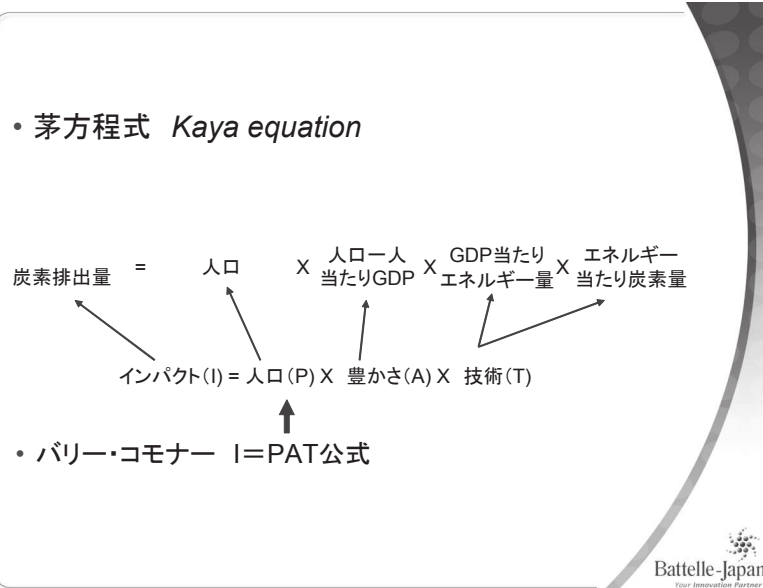 • 茅方程式 Kaya equation
炭素排出量 = 人口 X 人口一人当たりGDP X GDP当たりエネルギー量 X エネルギー当たり炭素量
インパクト(I) = 人口(P) X 豊かさ(A) X 技術(T)
• バリー・コモナー I=PAT公式
Battelle-Japan
Your Innovation Partner